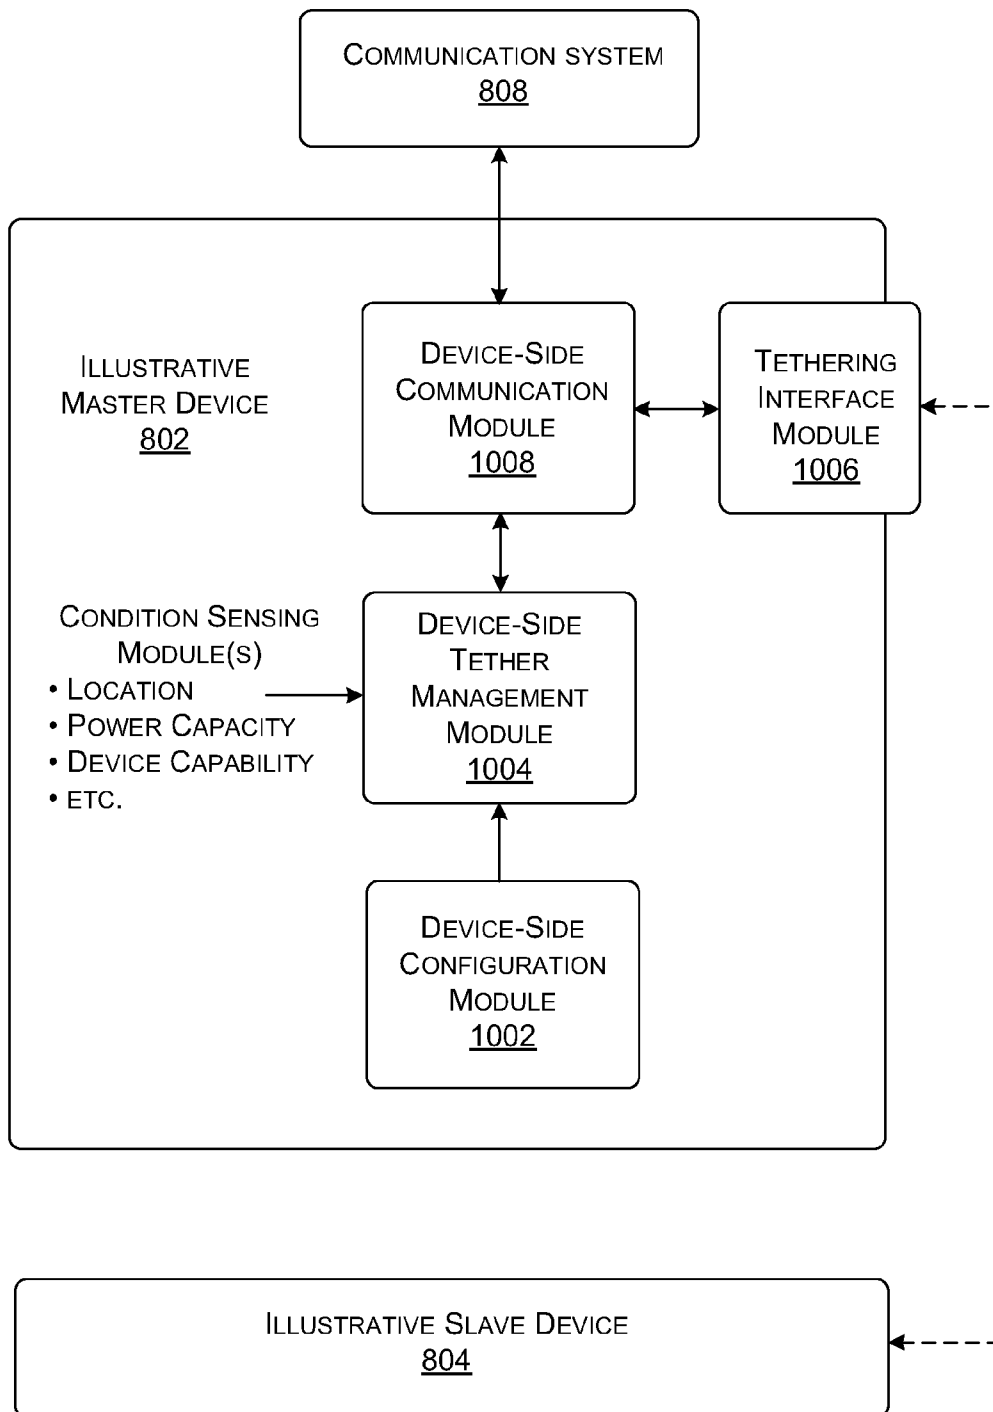 COMMUNICATION SYSTEM
808
ILLUSTRATIVE
MASTER DEVICE
802
DEVICE-SIDE
COMMUNICATION
MODULE
1008
TETHERING
INTERFACE
MODULE
1006
CONDITION SENSING
MODULE(S)
• LOCATION
• POWER CAPACITY
• DEVICE CAPABILITY
• ETC.
DEVICE-SIDE
TETHER
MANAGEMENT
MODULE
1004
DEVICE-SIDE
CONFIGURATION
MODULE
1002
ILLUSTRATIVE SLAVE DEVICE
804